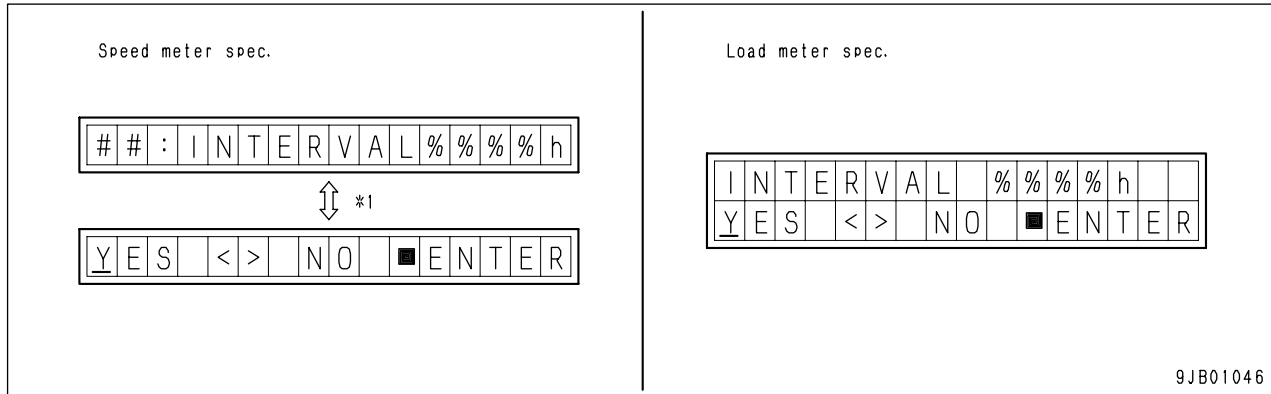 Speed meter spec.
##:INTERVAL%%%%h
*1
YES <> NO ■ENTER
Load meter spec.
INTERVAL %%%%h
YES <> NO ■ENTER
9JB01046